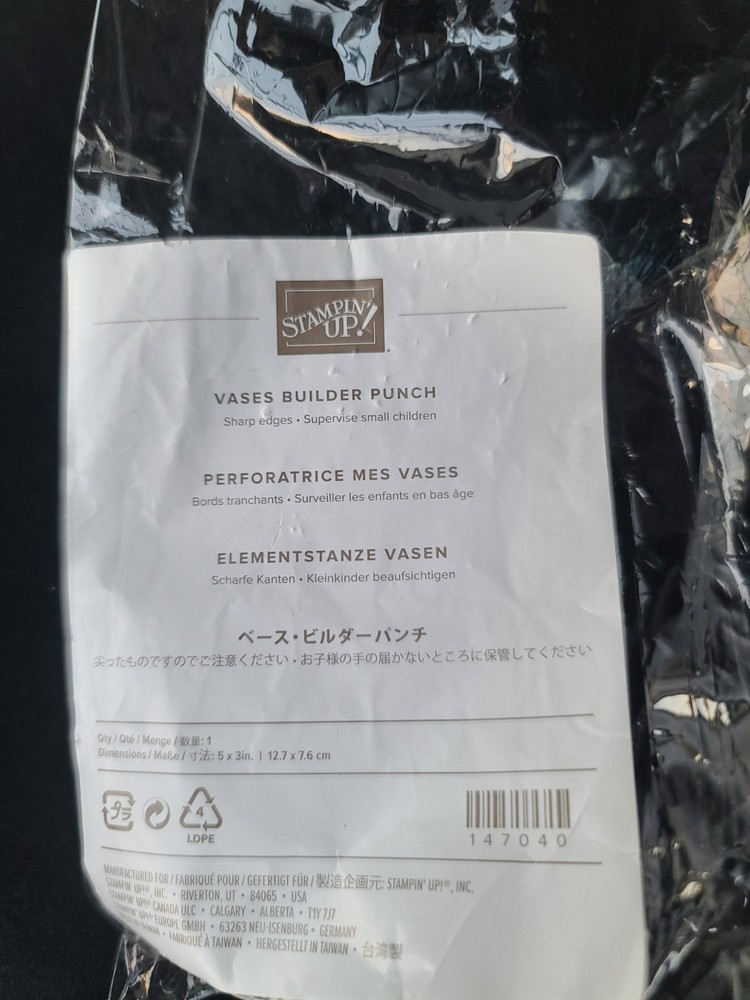 STAMPIN' UP!®
VASES BUILDER PUNCH
Sharp edges • Supervise small children
PERFORATRICE MES VASES
Bords tranchants • Surveiller les enfants en bas âge
ELEMENTSTANZE VASEN
Scharfe Kanten • Kleinkinder beaufsichtigen
ベース・ビルダーパンチ
尖ったものですのでご注意ください・お子様の手の届かないところに保管してください
Qty / Qté / Menge / 数量: 1
Dimensions / Maße / 寸法: 5 x 3in. | 12.7 x 7.6 cm
プラ
4
LDPE
147040
MANUFACTURED FOR / FABRIQUÉ POUR / GEFERTIGT FÜR / 製造企画元: STAMPIN' UP!®, INC.
STAMPIN' UP!®, INC. • RIVERTON, UT • 84065 • USA
STAMPIN' UP!® CANADA ULC • CALGARY • ALBERTA • T1Y 7J7
STAMPIN' UP!® EUROPE GMBH • 63263 NEU-ISENBURG • GERMANY
IN TAIWAN • FABRIQUÉ À TAIWAN • HERGESTELLT IN TAIWAN • 台湾製